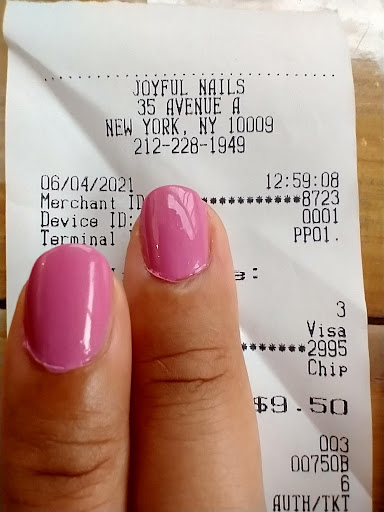 JOYFUL NAILS
35 AVENUE A
NEW YORK, NY 10009
212-228-1949
06/04/2021 12:59:08
Merchant ID ***********8723
Device ID: 0001
Terminal PP01.
3
Visa
*******2995
Chip
$9.50
003
00750B
6
AUTH/TKT